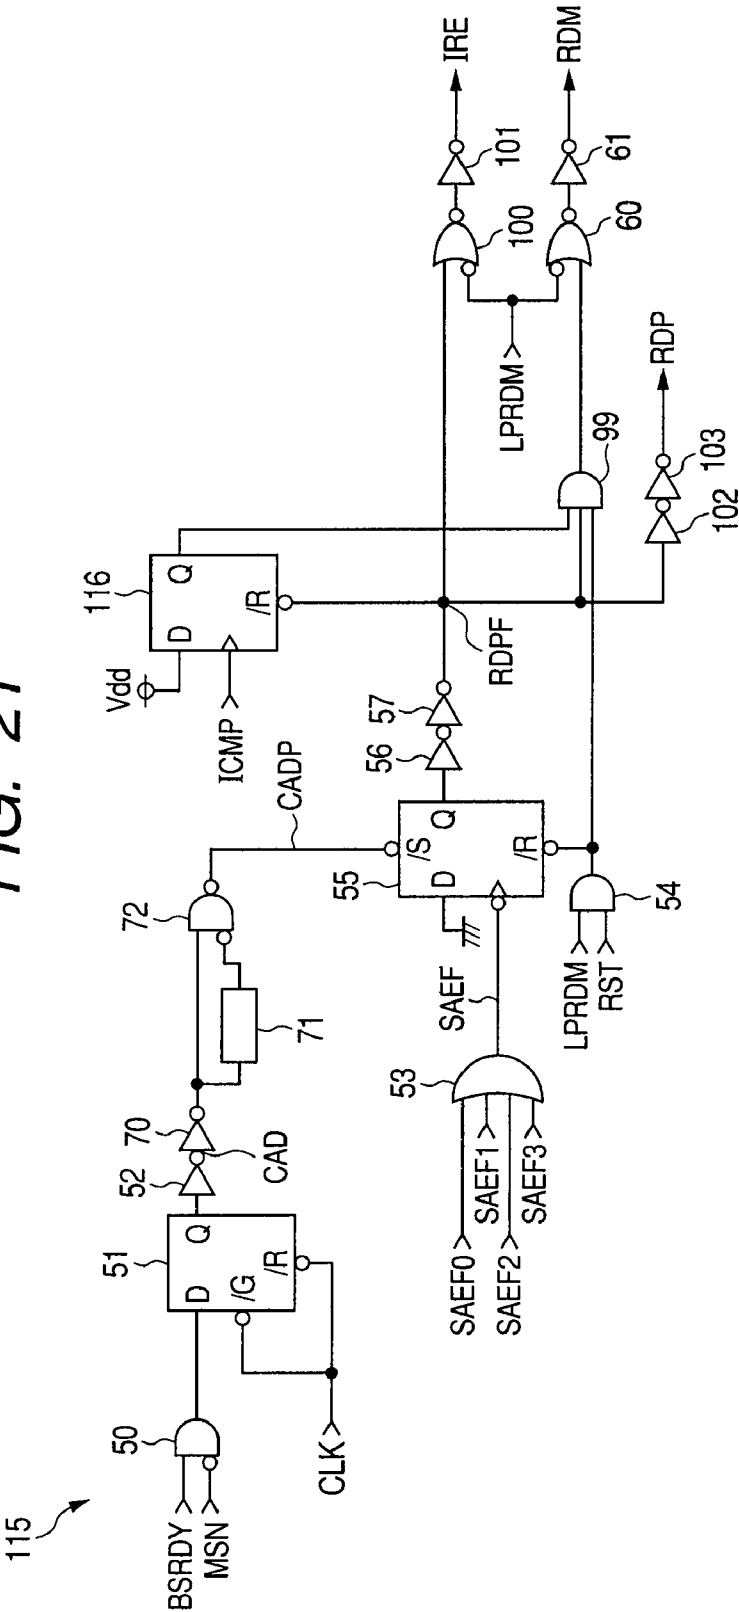 FIG. 21
115
BSRDY
MSN
50
CLK
51
D
Q
/G
/R
52
CAD
70
71
72
CADP
SAEF0
SAEF1
SAEF2
SAEF3
53
SAEF
LPRDM
RST
54
55
D
Q
/S
/R
56
57
RDPF
Vdd
ICMP
116
D
Q
/R
LPRDM
99
100
101
IRE
60
61
RDM
102
103
RDP